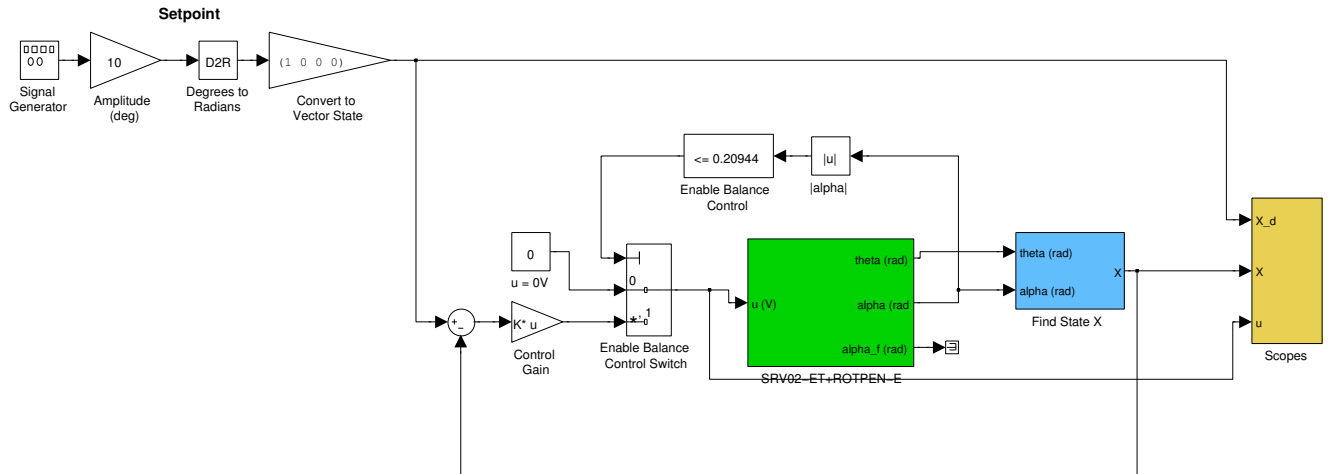 Setpoint
10
D2R
(1 0 0 0)
Signal
Generator
Amplitude
(deg)
Degrees to
Radians
Convert to
Vector State
<= 0.20944
|u|
Enable Balance
Control
|alpha|
0
u = 0V
0
*, 1
K* u
+
-
Control
Gain
Enable Balance
Control Switch
u (V)
theta (rad)
alpha (rad
alpha_f (rad)
SRV02-ET+ROTPEN-E
theta (rad)
alpha (rad)
X
Find State X
X_d
X
u
Scopes